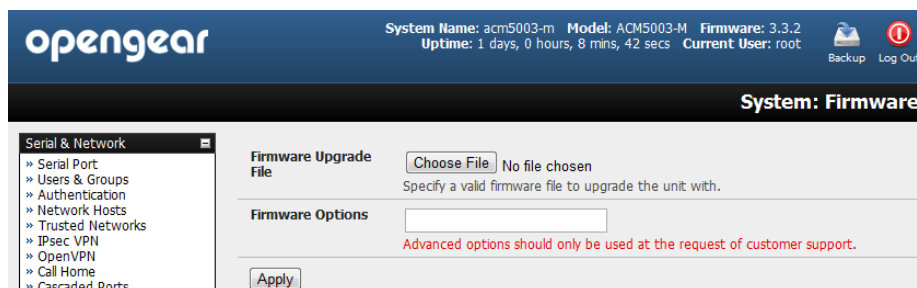 opengear
System Name: acm5003-m Model: ACM5003-M Firmware: 3.3.2
Uptime: 1 days, 0 hours, 8 mins, 42 secs Current User: root
Backup
Log Out
System: Firmware
Serial & Network
» Serial Port
» Users & Groups
» Authentication
» Network Hosts
» Trusted Networks
» IPsec VPN
» OpenVPN
» Call Home
» Cascaded Ports
Firmware Upgrade
File
Choose File No file chosen
Specify a valid firmware file to upgrade the unit with.
Firmware Options
Advanced options should only be used at the request of customer support.
Apply